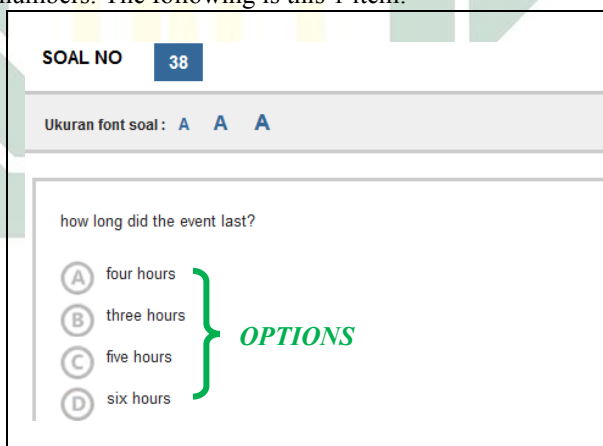 numbers. The following is this 1 item.
SOAL NO 38
Ukuran font soal : A A A
how long did the event last?
A four hours
B three hours
OPTIONS
C five hours
D six hours